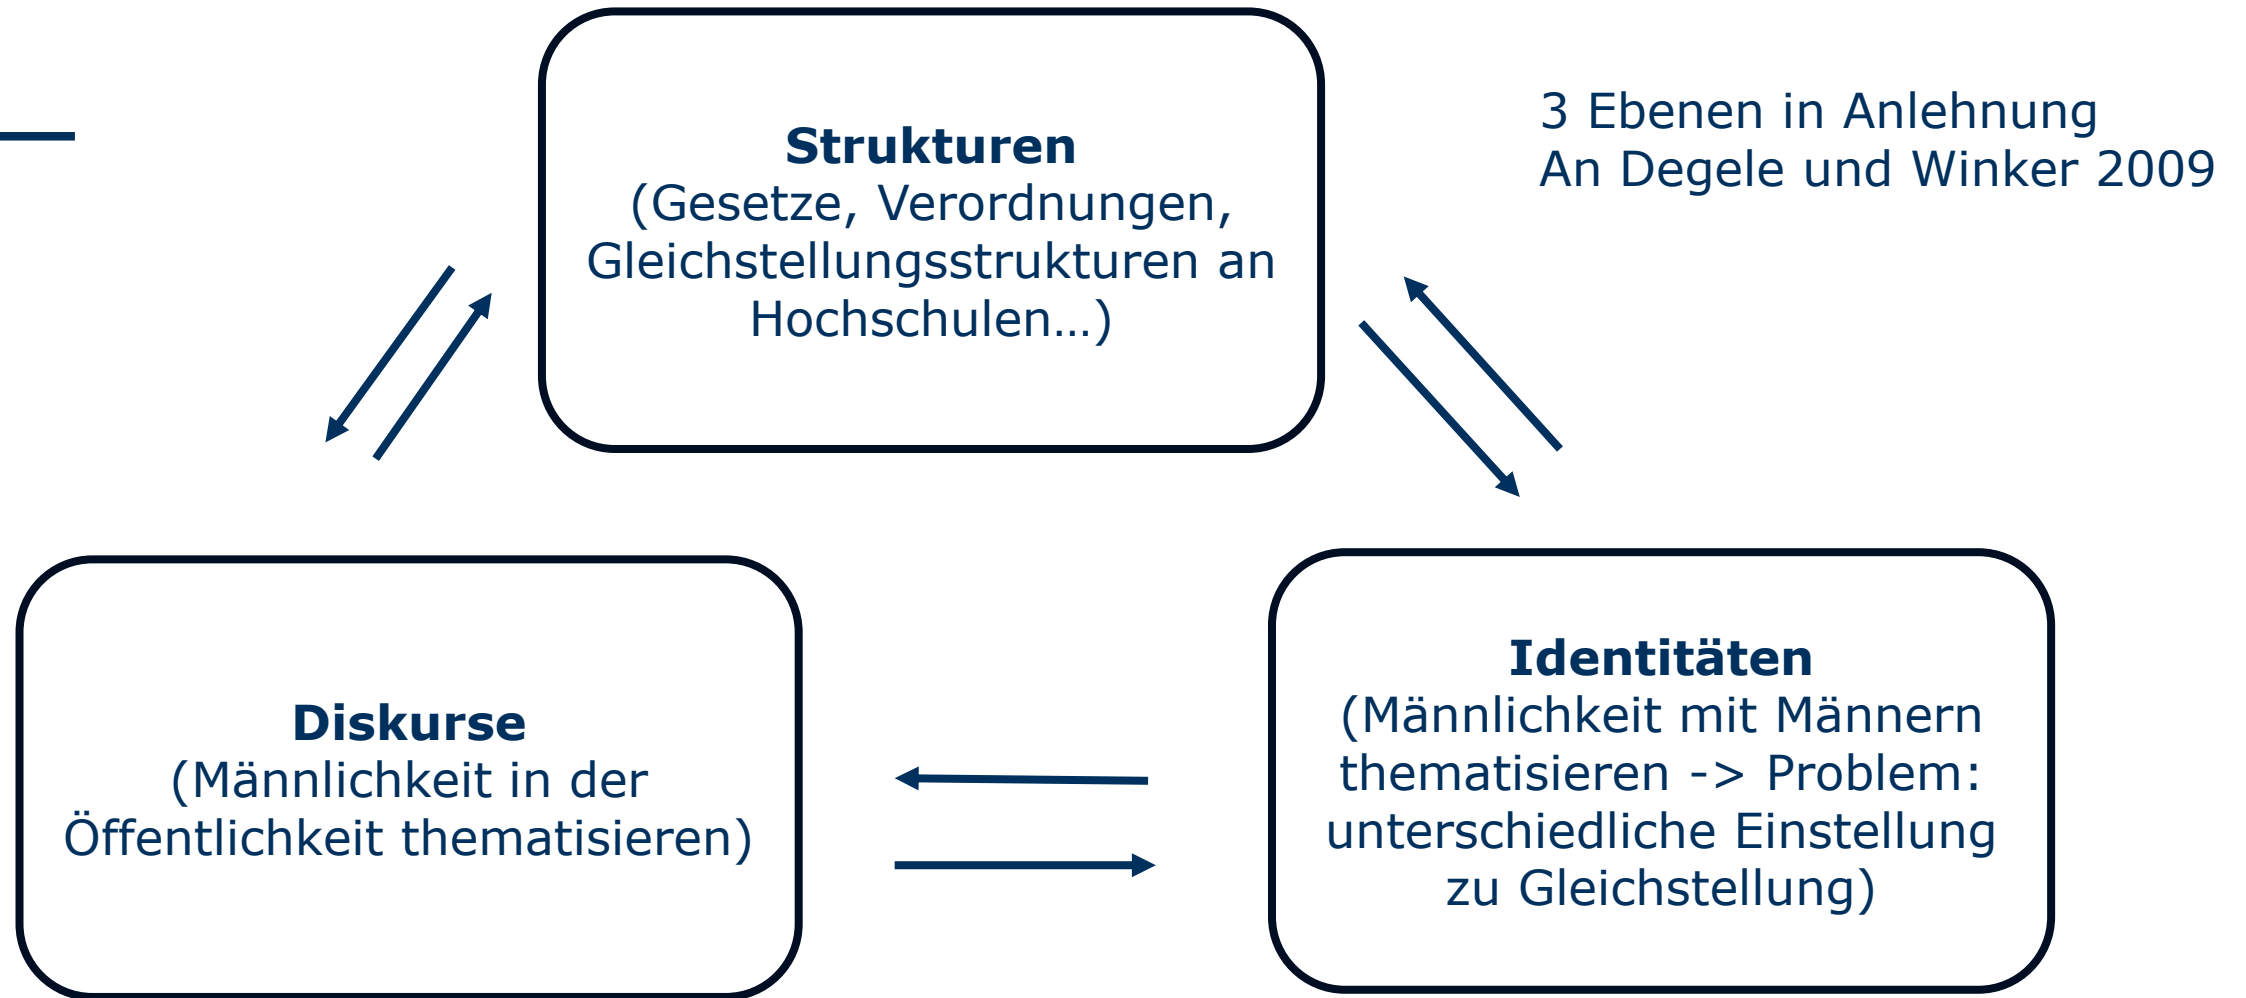 Strukturen
(Gesetze, Verordnungen,
Gleichstellungsstrukturen an
Hochschulen…)
3 Ebenen in Anlehnung
An Degele und Winker 2009
Diskurse
(Männlichkeit in der
Öffentlichkeit thematisieren)
Identitäten
(Männlichkeit mit Männern
thematisieren -> Problem:
unterschiedliche Einstellung
zu Gleichstellung)